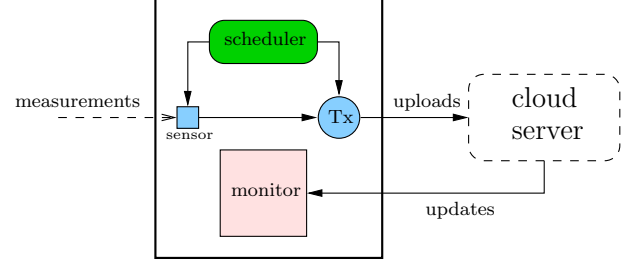 scheduler
measurements
sensor
Tx
uploads
cloud
server
monitor
updates